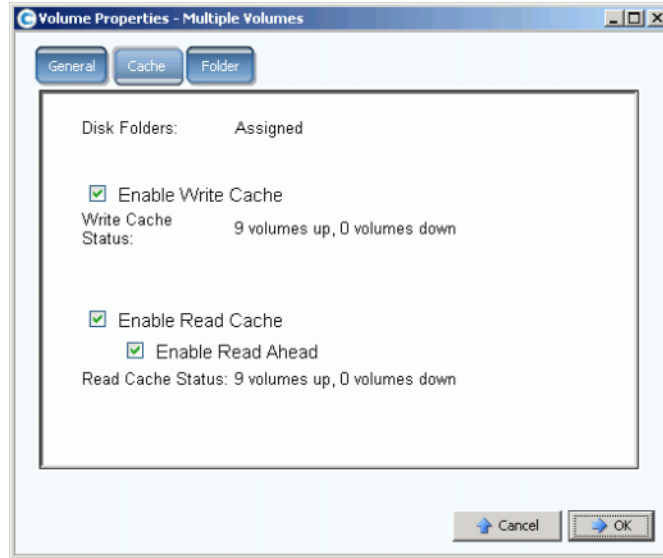 Volume Properties - Multiple Volumes
General Cache Folder
Disk Folders: Assigned
Enable Write Cache
Write Cache
Status: 9 volumes up, 0 volumes down
Enable Read Cache
Enable Read Ahead
Read Cache Status: 9 volumes up, 0 volumes down
Cancel OK